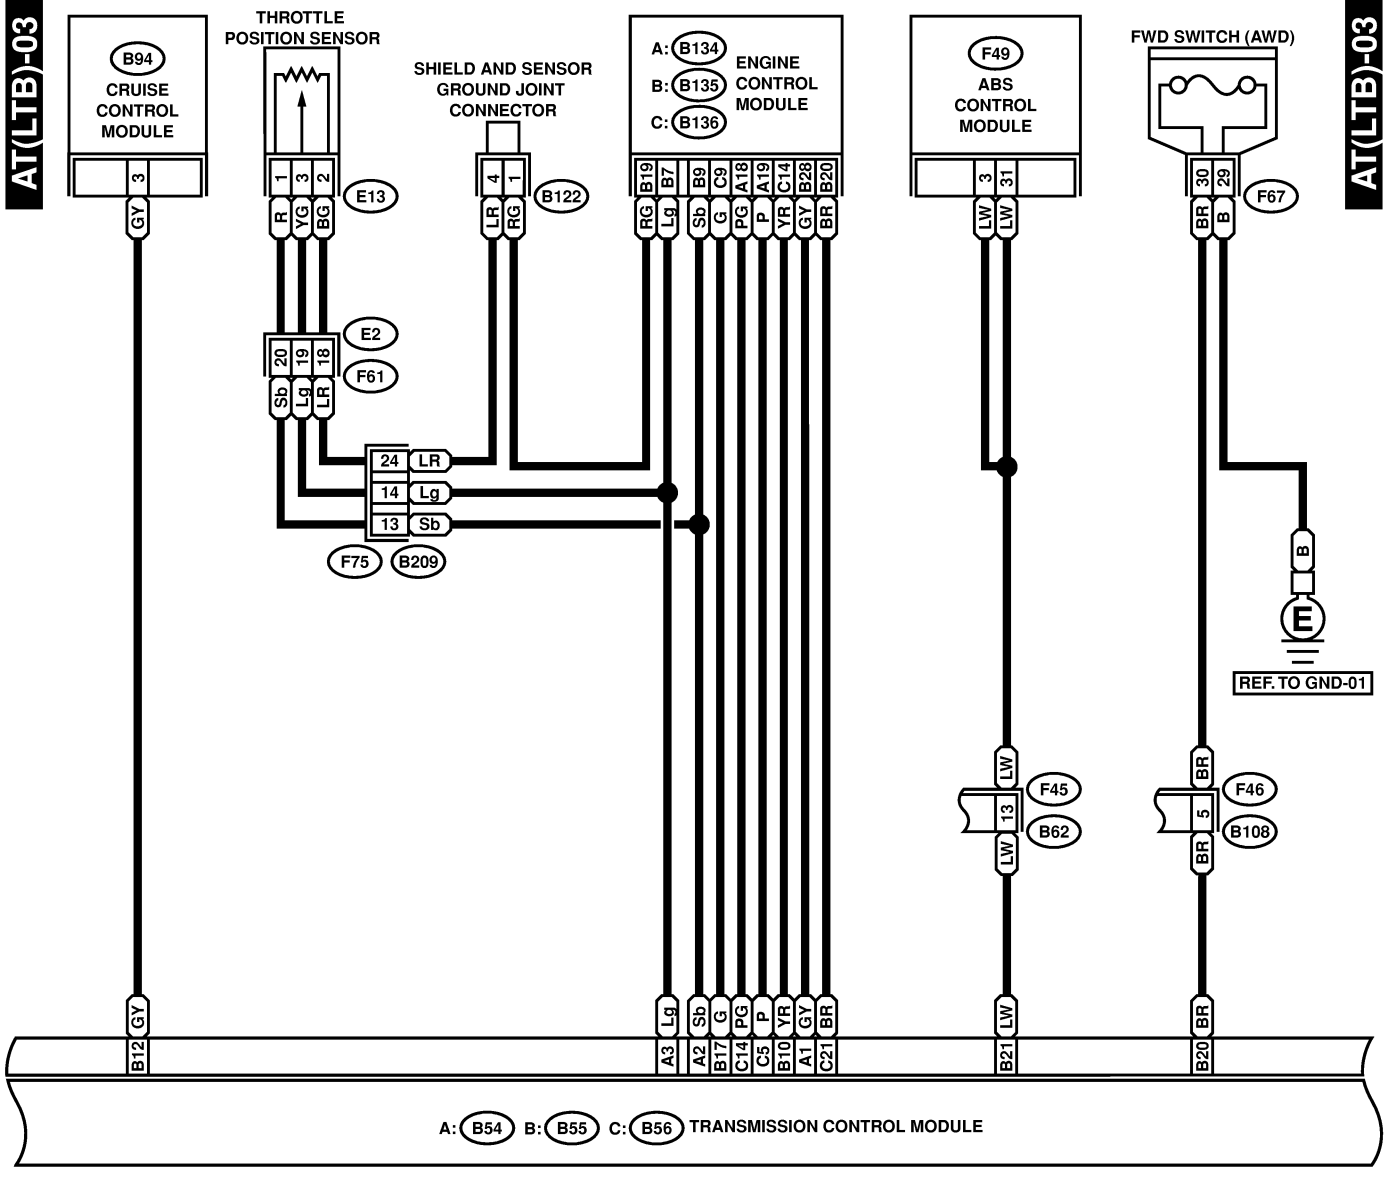 AT(LTB)-03
AT(LTB)-03
B94
CRUISE
CONTROL
MODULE
3
GY
THROTTLE
POSITION SENSOR
1 3 2
E13
R YG BG
E2
20 19 18
F61
Sb Lg LR
SHIELD AND SENSOR
GROUND JOINT
CONNECTOR
4 1
B122
LR RG
24 LR
14 Lg
13 Sb
F75 B209
A: B134
B: B135
C: B136
ENGINE
CONTROL
MODULE
B19 B7 B9 C9 A18 A19 C14 B28 B20
RG Lg Sb G PG P YR GY BR
F49
ABS
CONTROL
MODULE
3 31
LW LW
FWD SWITCH (AWD)
30 29
F67
BR B
B
E
REF. TO GND-01
LW
F45
13
B62
LW
BR
F46
5
B108
BR
GY Lg Sb G PG P YR GY BR LW BR
B12 A3 A2 B17 C14 C5 B10 A1 C21 B21 B20
A: B54 B: B55 C: B56 TRANSMISSION CONTROL MODULE